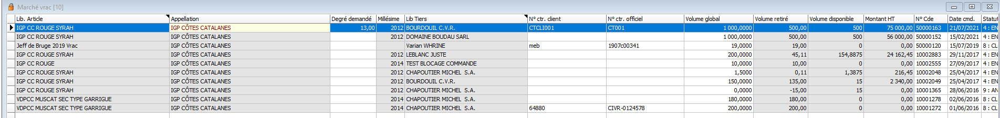 Marché vrac [10]
Lib. Article Appellation Degré demandé Millésime Lib Tiers N° ctr. client N° ctr. officiel Volume global Volume retiré Volume disponible Montant HT N° Cde Date cmd. Statut
IGP CC ROUGE SYRAH IGP CÔTES CATALANES 13,00 2012 BOURDOUIL C.V.R. CTCLI001 CT001 1 000,0000 500,00 500 75 000,00 50000163 21/07/2021 4 : EN
IGP CC ROUGE SYRAH IGP CÔTES CATALANES 2012 DOMAINE BOUDAU SARL 1 000,0000 500,00 500 56 000,00 50000152 15/02/2021 4 : EN
Jeff de Bruge 2019 Vrac IGP CÔTES CATALANES Varian WHRINE meb 1907c00341 19,0000 19,00 0 0,00 50000120 15/07/2019 8 : CL
IGP CC ROUGE SYRAH IGP CÔTES CATALANES 2012 LEBLANC JUSTE 200,0000 45,11 154,8875 24 162,45 10002883 29/11/2017 4 : EN
IGP CC ROUGE IGP CÔTES CATALANES 2014 TEST BLOCAGE COMMANDE 10,0000 10,00 0 0,00 10002555 27/09/2017 4 : EN
IGP CC ROUGE SYRAH IGP CÔTES CATALANES 2012 CHAPOUTIER MICHEL S.A. 1,5000 0,11 1,3875 216,45 10002048 25/04/2017 4 : EN
IGP CC ROUGE SYRAH IGP CÔTES CATALANES 2012 BOURDOUIL C.V.R. 150,0000 135,00 15 2 340,00 10002049 25/04/2017 4 : EN
IGP CC ROUGE SYRAH IGP CÔTES CATALANES 2012 CHAPOUTIER MICHEL S.A. 0,0000 -15,00 15 0,00 10001365 28/06/2016 9 : AN
VDPCC MUSCAT SEC TYPE GARRIGUE IGP CÔTES CATALANES 2014 CHAPOUTIER MICHEL S.A. 180,0000 180,00 0 0,00 10001278 02/06/2016 8 : CL
VDPCC MUSCAT SEC TYPE GARRIGUE IGP CÔTES CATALANES 2014 CHAPOUTIER MICHEL S.A. 64880 CIVR-0124578 200,0000 200,00 0 0,00 10001272 01/06/2016 8 : CL